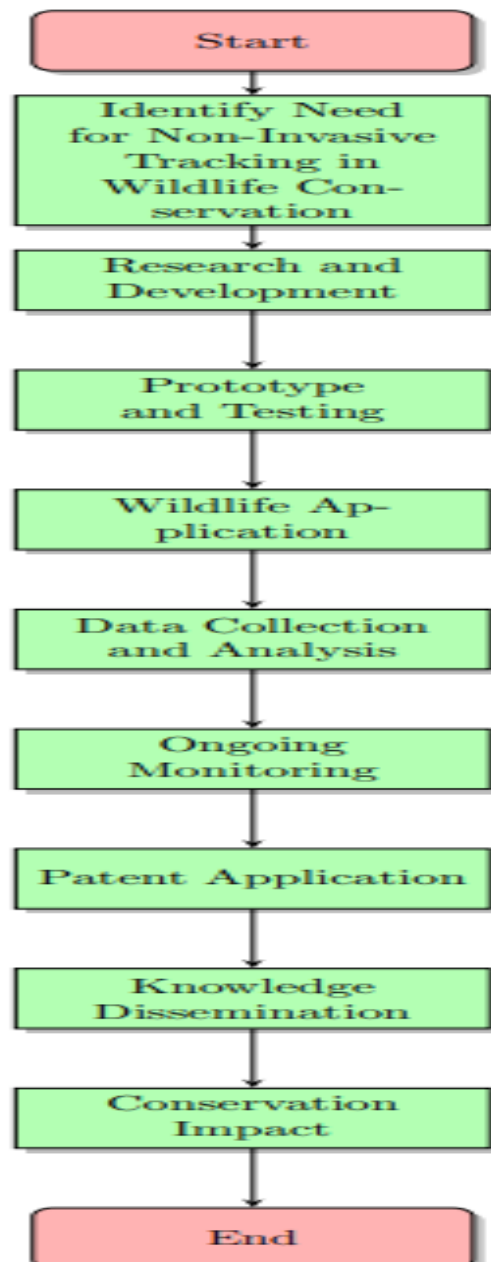 Start
Identify Need
for Non-Invasive
Tracking in
Wildlife Con-
servation
Research and
Development
Prototype
and Testing
Wildlife Ap-
plication
Data Collection
and Analysis
Ongoing
Monitoring
Patent Application
Knowledge
Dissemination
Conservation
Impact
End